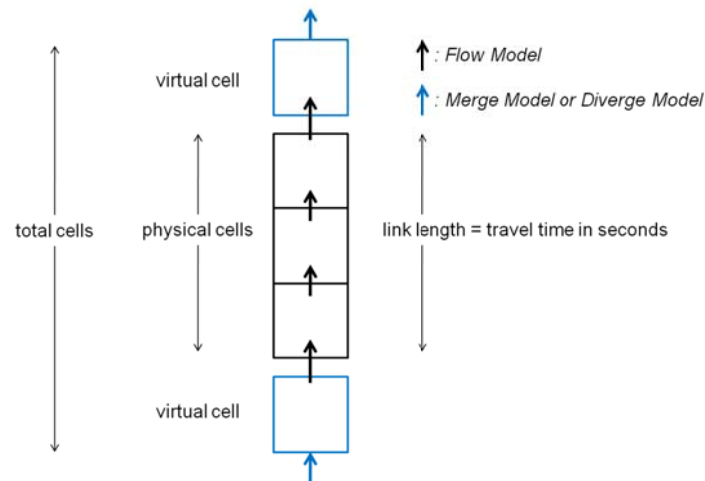 virtual cell
: Flow Model
: Merge Model or Diverge Model
total cells
physical cells
link length = travel time in seconds
virtual cell